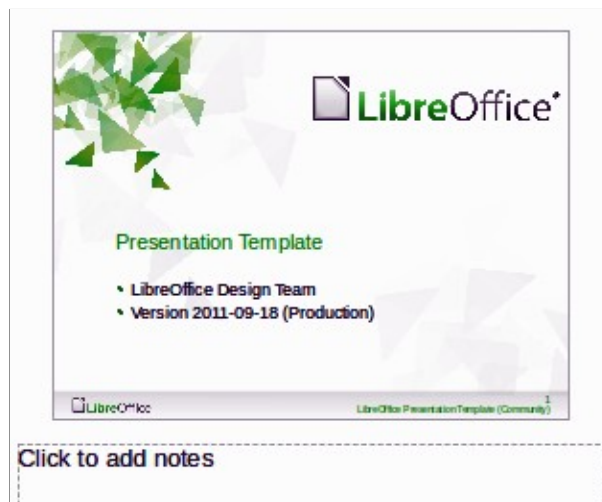 LibreOffice
Presentation Template
LibreOffice Design Team
Version 2011-09-18 (Production)
LibreOffice
1
LibreOffice Presentation Template (Community)
Click to add notes